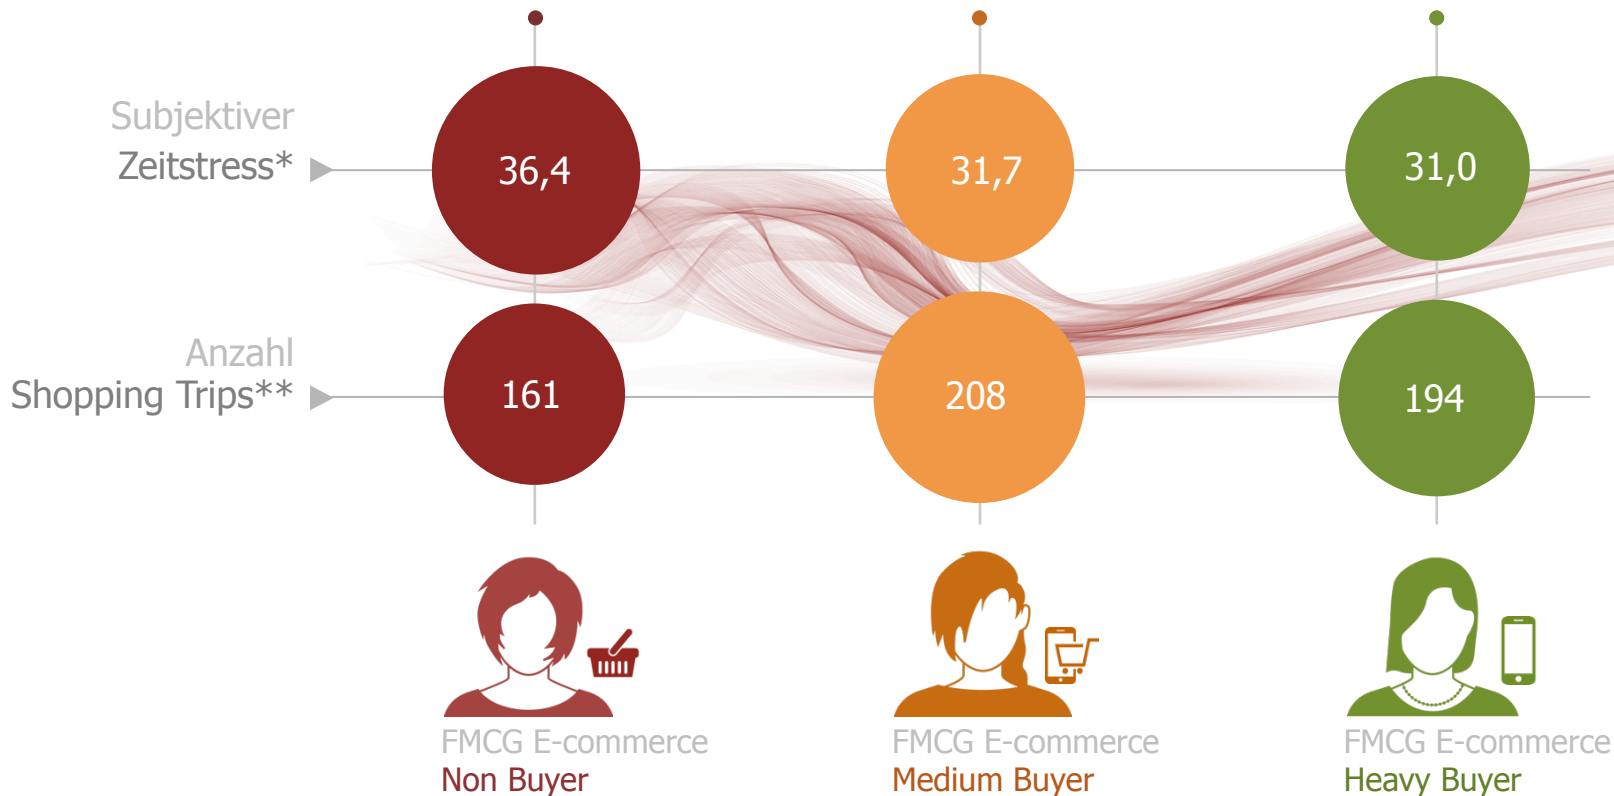 Subjektiver
Zeitstress*
36,4
31,7
31,0
Anzahl
Shopping Trips**
161
208
194
FMCG E-commerce
Non Buyer
FMCG E-commerce
Medium Buyer
FMCG E-commerce
Heavy Buyer